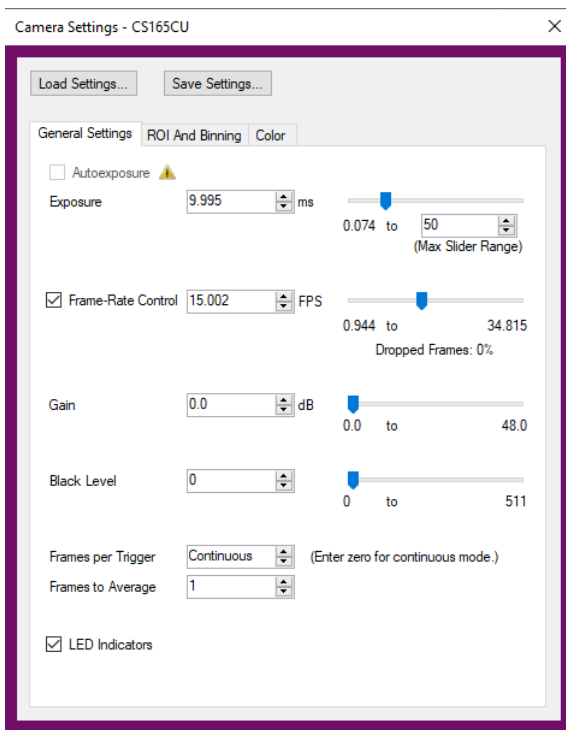 Camera Settings - CS165CU
Load Settings... Save Settings...
General Settings ROI And Binning Color
Autoexposure
Exposure 9.995 ms
0.074 to 50
(Max Slider Range)
Frame-Rate Control 15.002 FPS
0.944 to 34.815
Dropped Frames: 0%
Gain 0.0 dB
0.0 to 48.0
Black Level 0
0 to 511
Frames per Trigger Continuous (Enter zero for continuous mode.)
Frames to Average 1
LED Indicators